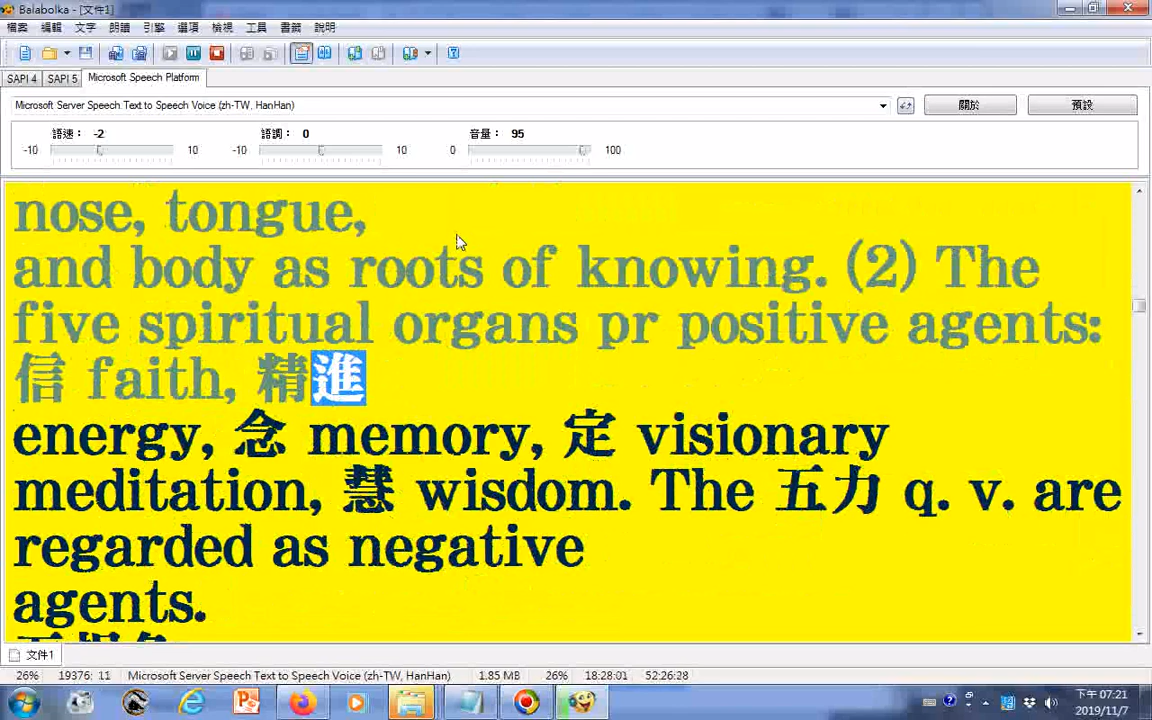 Balabolka - [文件1]
檔案 編輯 文字 朗讀 引擎 選項 檢視 工具 書籤 說明
SAPI 4 SAPI 5 Microsoft Speech Platform
Microsoft Server Speech Text to Speech Voice (zh-TW, HanHan) 關於 預設
語速： -2 語調： 0 音量： 95
-10 10 -10 10 0 100
nose, tongue,
and body as roots of knowing. (2) The
five spiritual organs pr positive agents:
信 faith, 精進
energy, 念 memory, 定 visionary
meditation, 慧 wisdom. The 五力 q. v. are
regarded as negative
agents.
文件1
26% 19376: 11 Microsoft Server Speech Text to Speech Voice (zh-TW, HanHan) 1.85 MB 26% 18:28:01 52:26:28
下午 07:21
2019/11/7